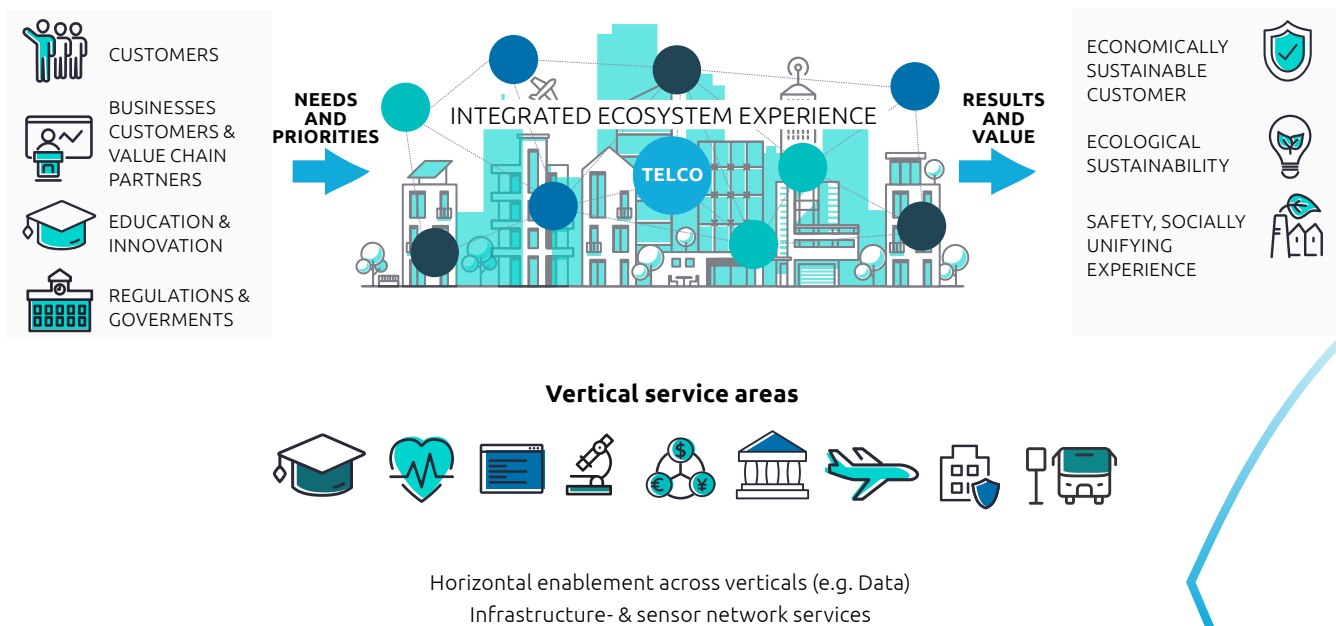 CUSTOMERS
BUSINESSES
CUSTOMERS &
VALUE CHAIN
PARTNERS
EDUCATION &
INNOVATION
REGULATIONS &
GOVERMENTS
NEEDS
AND
PRIORITIES
INTEGRATED ECOSYSTEM EXPERIENCE
TELCO
RESULTS
AND
VALUE
ECONOMICALLY
SUSTAINABLE
CUSTOMER
ECOLOGICAL
SUSTAINABILITY
SAFETY, SOCIALLY
UNIFYING
EXPERIENCE
Vertical service areas
$
€
¥
Horizontal enablement across verticals (e.g. Data)
Infrastructure- & sensor network services